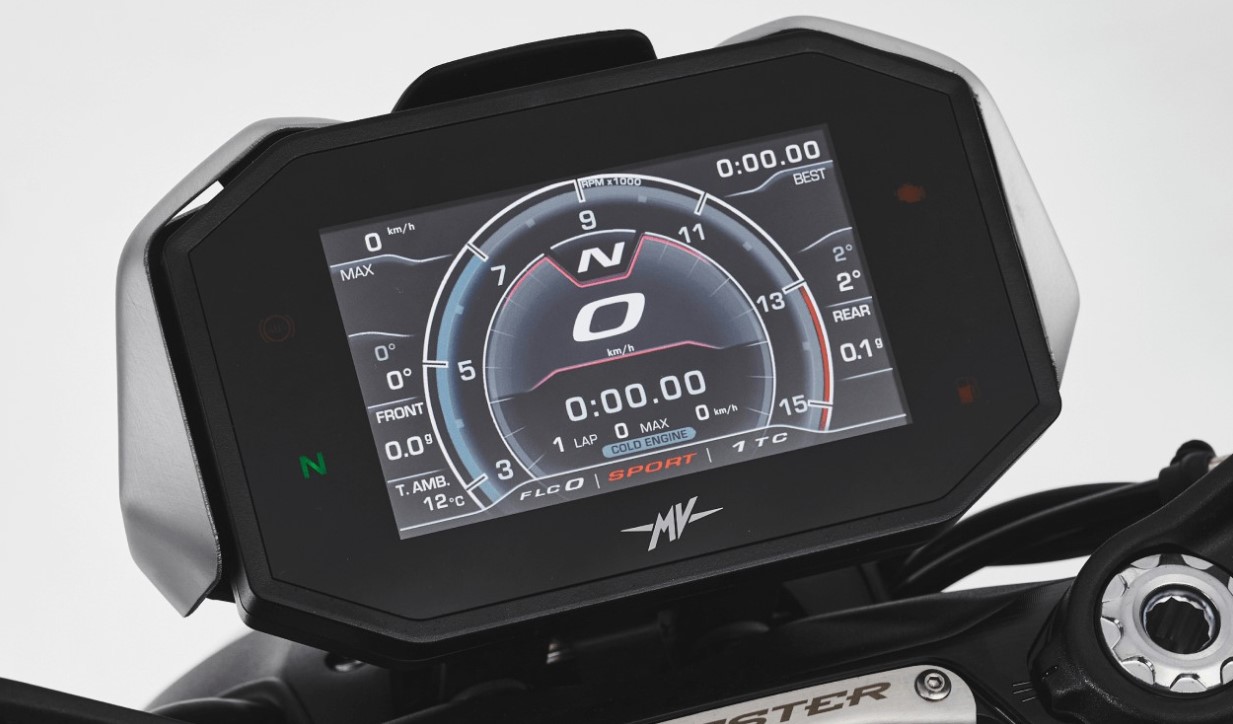 0:00.00
BEST
RPM x1000
0 km/h
MAX
9
11
7
N
2°
2°
REAR
0
km/h
13
0°
0°
FRONT
5
0.1g
0:00.00
0.0g
1 LAP 0 MAX 0 km/h
15
COLD ENGINE
3
T. AMB.
12°C
FLC 0 | SPORT | 1 TC
N
MV